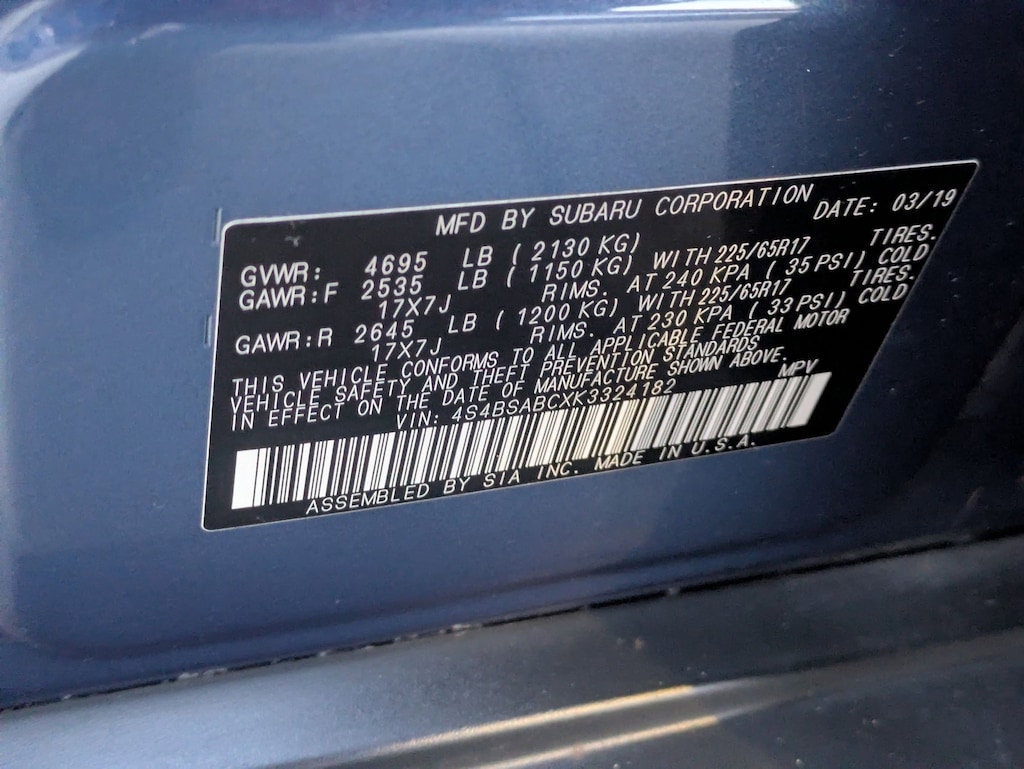 MFD BY SUBARU CORPORATION DATE: 03/19
GVWR: 4695 LB ( 2130 KG)
GAWR:F 2535 LB ( 1150 KG) WITH 225/65R17 TIRES.
17X7J RIMS. AT 240 KPA ( 35 PSI) COLD
GAWR:R 2645 LB ( 1200 KG) WITH 225/65R17 TIRES.
17X7J RIMS. AT 230 KPA ( 33 PSI) COLD
THIS VEHICLE CONFORMS TO ALL APPLICABLE FEDERAL MOTOR
VEHICLE SAFETY AND THEFT PREVENTION STANDARDS
IN EFFECT ON THE DATE OF MANUFACTURE SHOWN ABOVE.
VIN: 4S4BSABCXK3324182 MPV
ASSEMBLED BY SIA INC. MADE IN U.S.A.